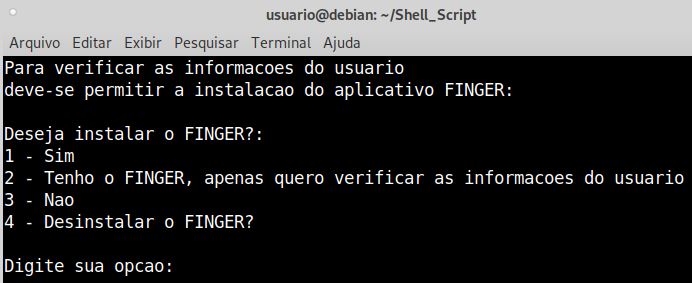 usuario@debian: ~/Shell_Script
Arquivo Editar Exibir Pesquisar Terminal Ajuda
Para verificar as informacoes do usuario
deve-se permitir a instalacao do aplicativo FINGER:
Deseja instalar o FINGER?:
1 - Sim
2 - Tenho o FINGER, apenas quero verificar as informacoes do usuario
3 - Nao
4 - Desinstalar o FINGER?
Digite sua opcao: